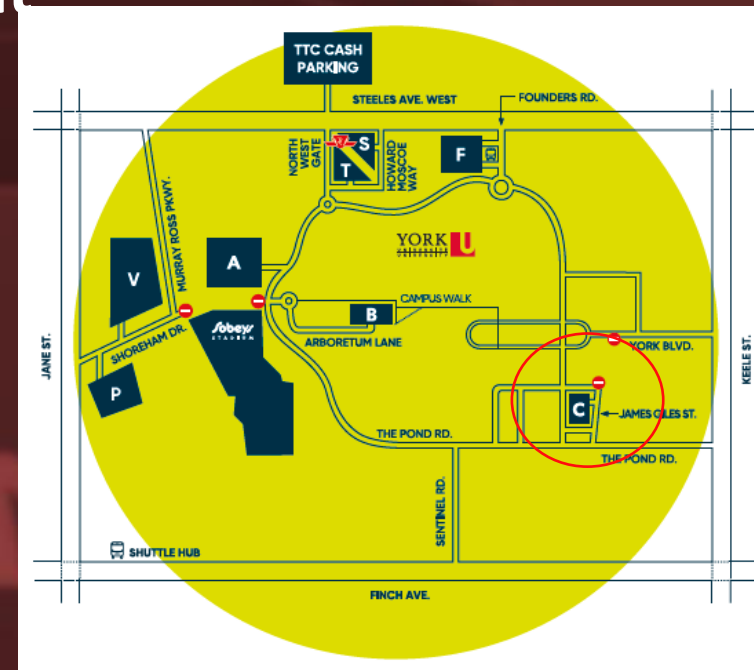 TTC CASH
PARKING
STEELES AVE. WEST
FOUNDERS RD.
NORTH
WEST
GATE
S
T
HOWARD
MOSCOE
WAY
F
MURRAY ROSS PKWY.
YORK U
UNIVERSITÉ
UNIVERSITY
V
A
B
CAMPUS WALK
Sobeys
STADIUM
ARBORETUM LANE
SHOREHAM DR.
YORK BLVD.
JANE ST.
KEELE ST.
P
C
JAMES GILES ST.
THE POND RD.
THE POND RD.
SENTINEL RD.
SHUTTLE HUB
FINCH AVE.